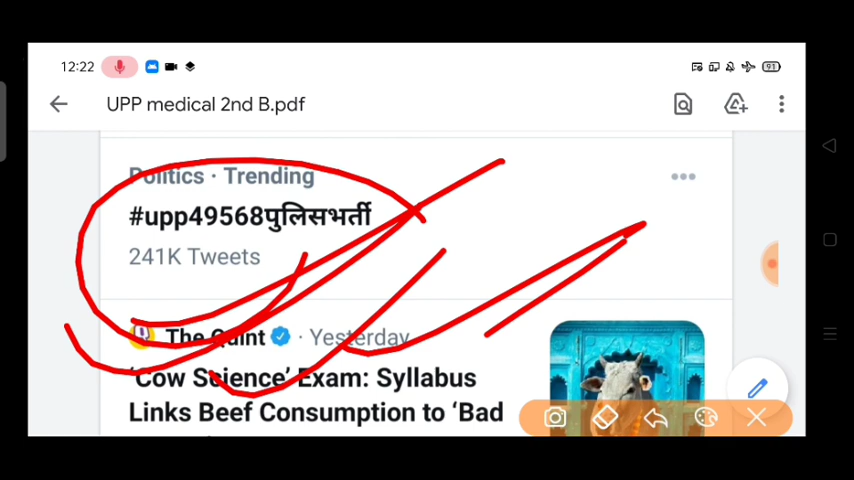 12:22
91
UPP medical 2nd B.pdf
Politics · Trending
#upp49568पुलिसभर्ती
241K Tweets
The Quint · Yesterday
‘Cow Science’ Exam: Syllabus
Links Beef Consumption to ‘Bad